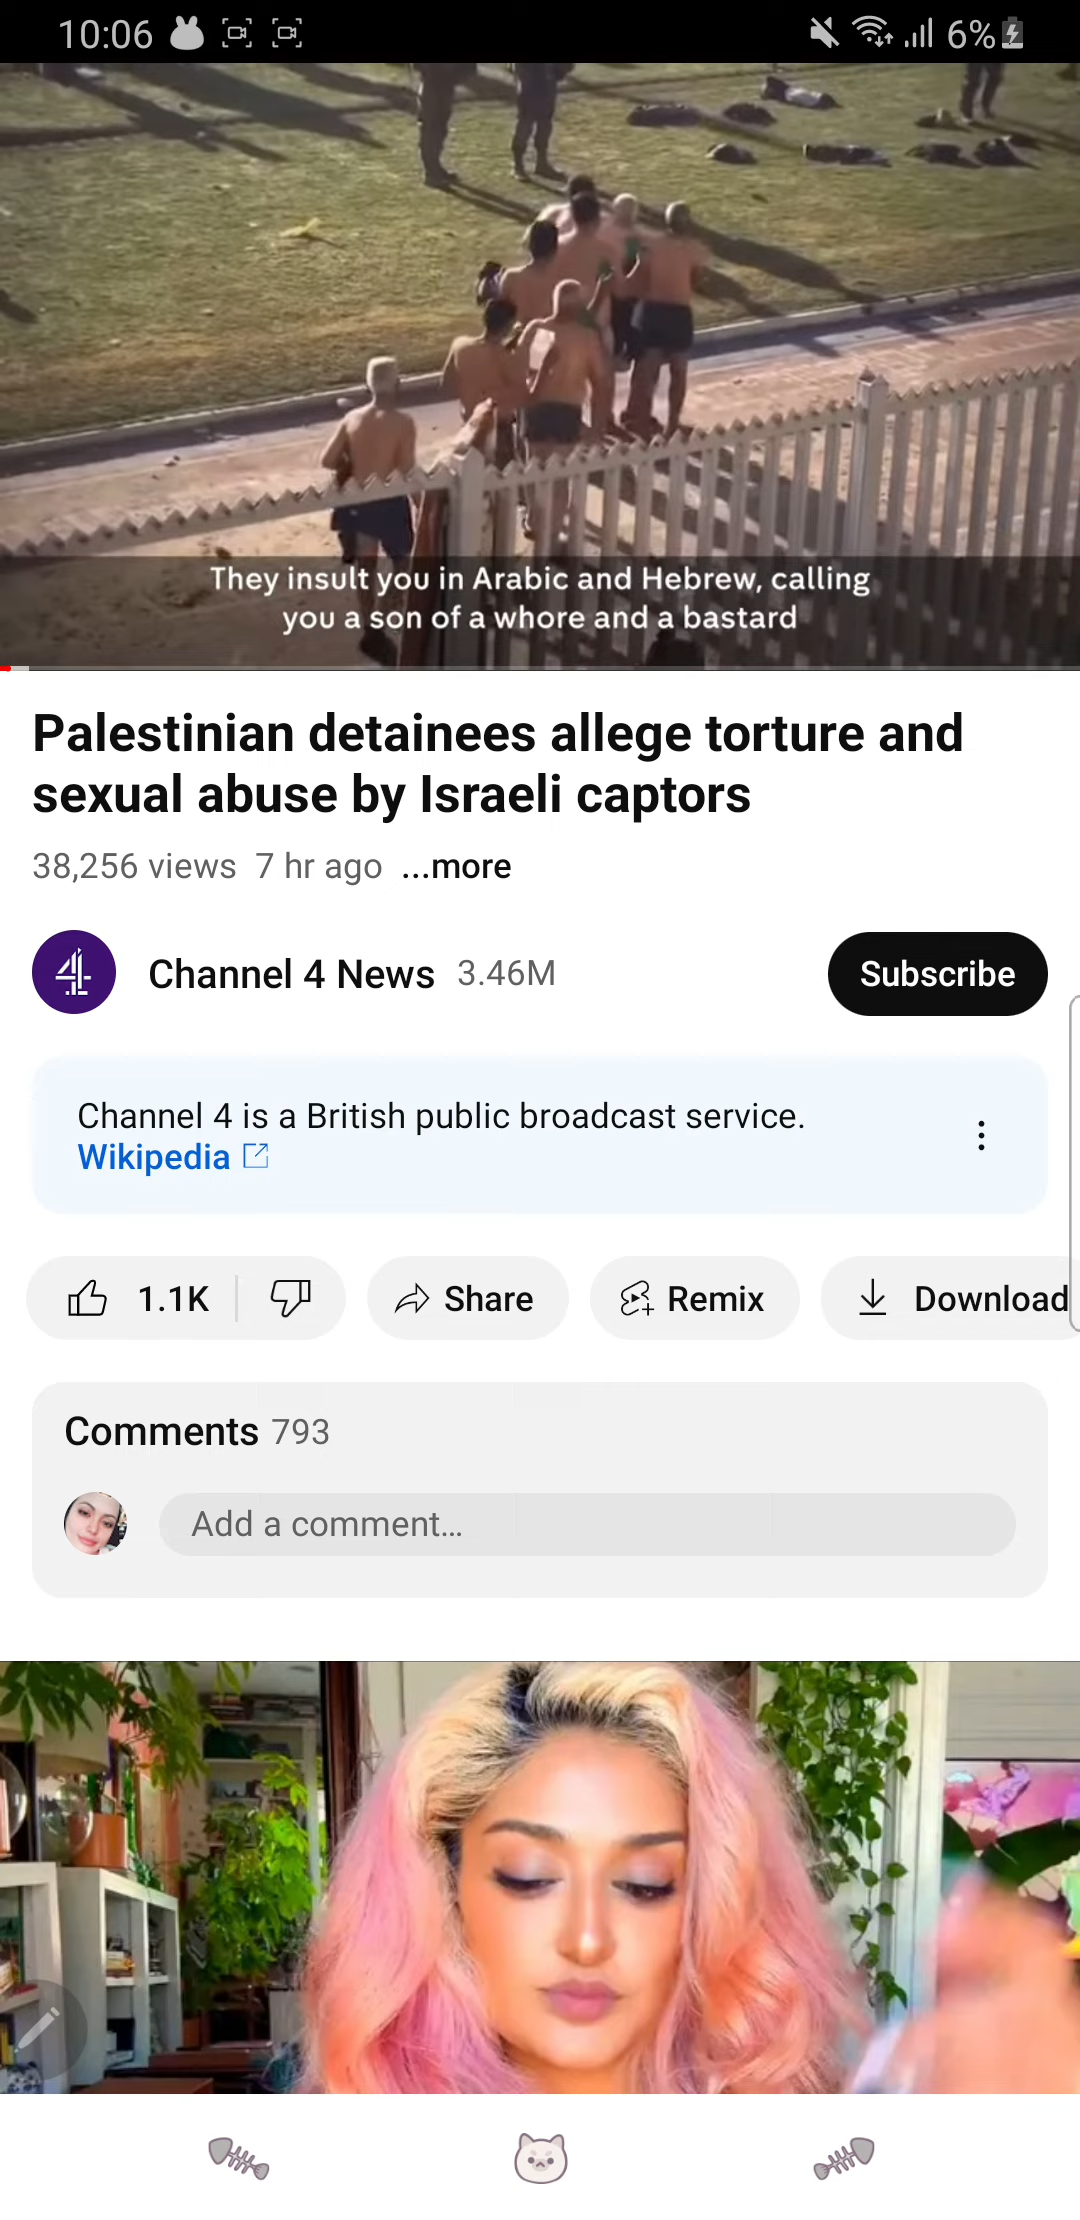 10:06
6%
They insult you in Arabic and Hebrew, calling
you a son of a whore and a bastard
Palestinian detainees allege torture and
sexual abuse by Israeli captors
38,256 views 7 hr ago ...more
Channel 4 News 3.46M
Subscribe
Channel 4 is a British public broadcast service.
Wikipedia
1.1K
Share
Remix
Download
Comments 793
Add a comment...